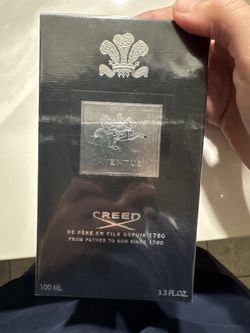 AVENTUS
CREED
DE PÈRE EN FILS DEPUIS 1760
FROM FATHER TO SON SINCE 1760
100 ML
3.3 FL.OZ.